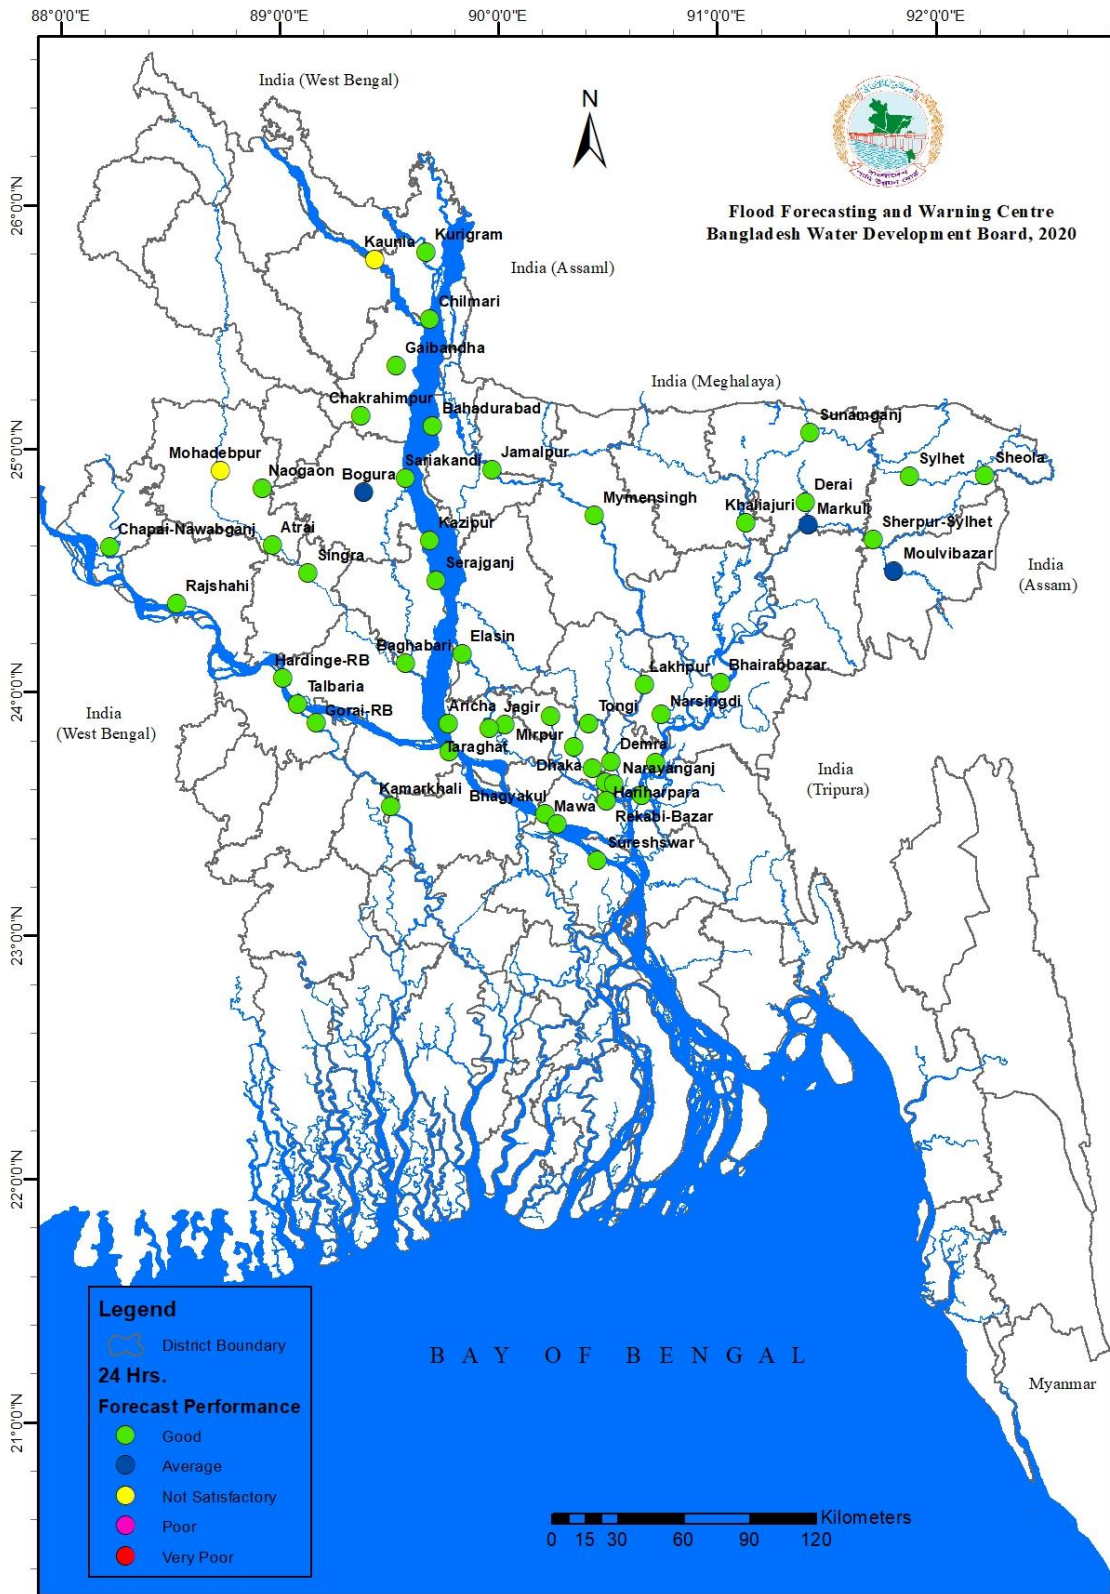 88°0'0"E
89°0'0"E
90°0'0"E
91°0'0"E
92°0'0"E
India (West Bengal)
N
26°0'0"N
Flood Forecasting and Warning Centre
Bangladesh Water Development Board, 2020
Kaunia
Kurigram
India (Assaml)
Chilmari
Gaibandha
India (Meghalaya)
Chakrahimpur
Bahadurabad
Sunamganj
25°0'0"N
Mohadebpur
Naogaon
Bogura
Sariakandi
Jamalpur
Sylhet
Sheola
Mymensingh
Khaliajuri
Derai
Markuli
Chapai-Nawabganj
Atrai
Kazipur
Sherpur-Sylhet
Singra
Serajganj
Moulvibazar
India
(Assam)
Rajshahi
Baghabari
Elasin
Hardinge-RB
Lakhpur
Bhairabbazar
24°0'0"N
India
(West Bengal)
Talbaria
Gorai-RB
Aricha
Jagir
Tongi
Narsingdi
Mirpur
Taraghat
Demra
Dhaka
Narayanganj
India
(Tripura)
Kamarkhali
Bhagyakul
Hariharpara
Mawa
Rekabi-Bazar
Sureshswar
23°0'0"N
22°0'0"N
21°0'0"N
Legend
District Boundary
24 Hrs.
Forecast Performance
Good
Average
Not Satisfactory
Poor
Very Poor
BAY OF BENGAL
Myanmar
Kilometers
0 15 30 60 90 120